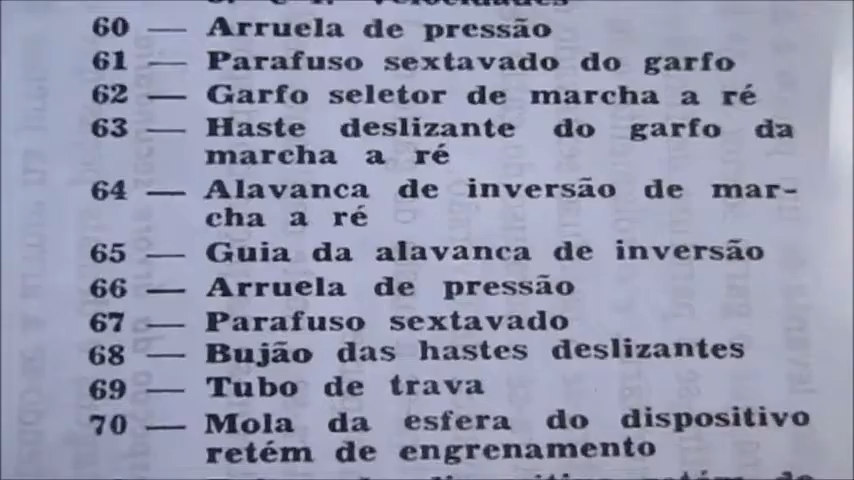 60 — Arruela de pressão
61 — Parafuso sextavado do garfo
62 — Garfo seletor de marcha a ré
63 — Haste deslizante do garfo da
marcha a ré
64 — Alavanca de inversão de mar-
cha a ré
65 — Guia da alavanca de inversão
66 — Arruela de pressão
67 — Parafuso sextavado
68 — Bujão das hastes deslizantes
69 — Tubo de trava
70 — Mola da esfera do dispositivo
retém de engrenamento